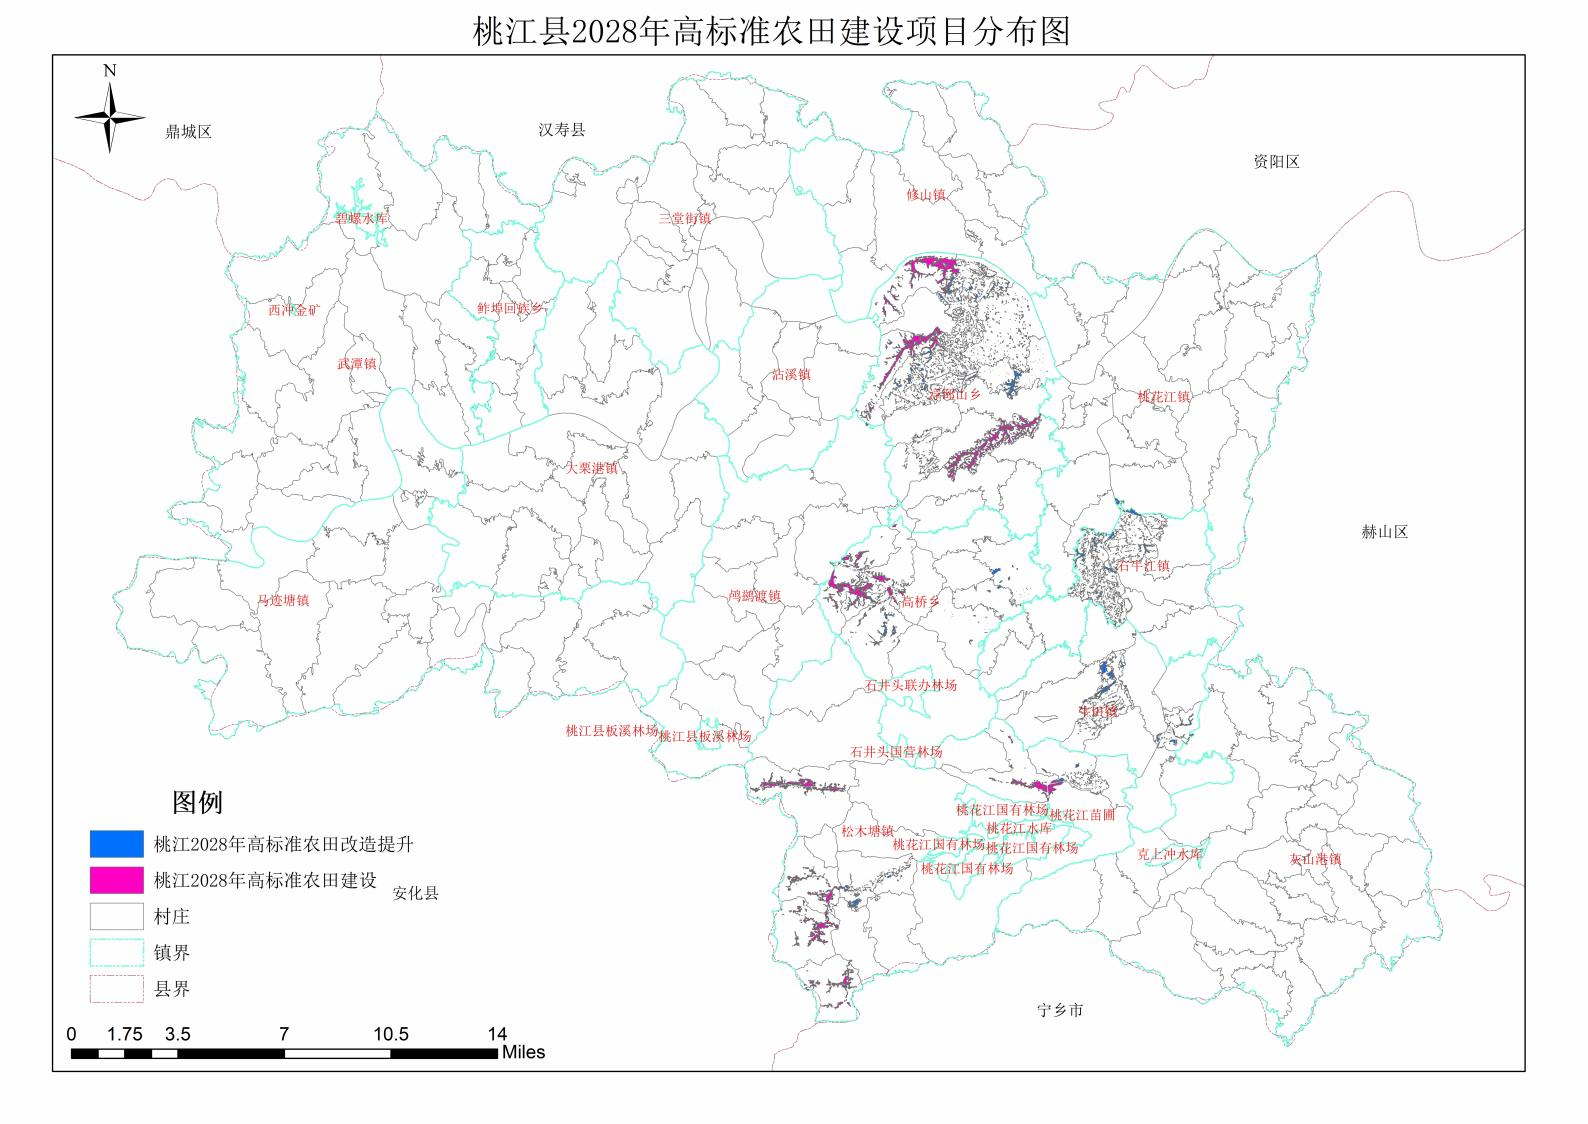 桃江县2028年高标准农田建设项目分布图
N
鼎城区
汉寿县
资阳区
修山镇
碧螺水库
三堂街镇
西冲金矿
鲊埠回族乡
武潭镇
沾溪镇
浮邱山乡
桃花江镇
大栗港镇
赫山区
石牛江镇
马迹塘镇
鸬鹚渡镇
高桥乡
石井头联办林场
牛田镇
桃江县板溪林场
桃江县板溪林场
石井头国营林场
图例
桃江2028年高标准农田改造提升
桃江2028年高标准农田建设
村庄
镇界
县界
安化县
桃花江国有林场
桃花江苗圃
松木塘镇
桃花江水库
桃花江国有林场
桃花江国有林场
桃花江国有林场
克上冲水库
灰山港镇
宁乡市
0 1.75 3.5 7 10.5 14
Miles